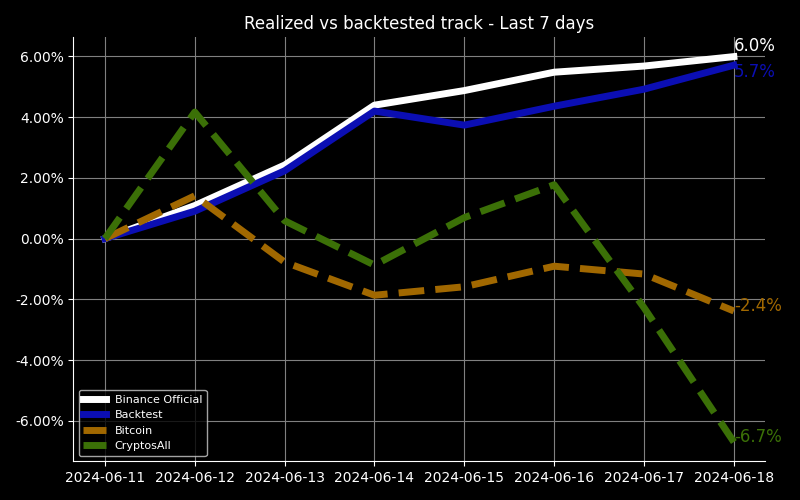 Realized vs backtested track - Last 7 days
6.00%
4.00%
2.00%
0.00%
-2.00%
-4.00%
-6.00%
6.0%
5.7%
-2.4%
-6.7%
Binance Official
Backtest
Bitcoin
CryptosAll
2024-06-11 2024-06-12 2024-06-13 2024-06-14 2024-06-15 2024-06-16 2024-06-17 2024-06-18